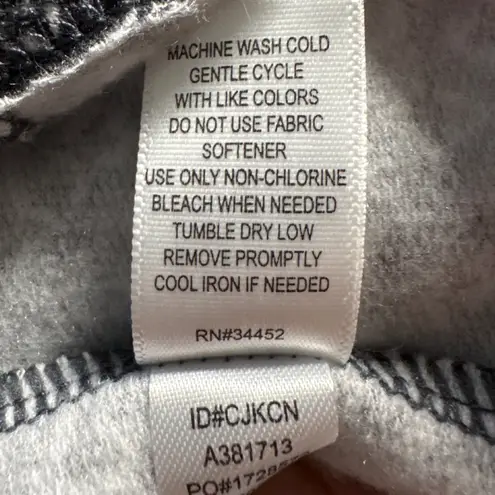 MACHINE WASH COLD
GENTLE CYCLE
WITH LIKE COLORS
DO NOT USE FABRIC
SOFTENER
USE ONLY NON-CHLORINE
BLEACH WHEN NEEDED
TUMBLE DRY LOW
REMOVE PROMPTLY
COOL IRON IF NEEDED
RN#34452
ID#CJKCN
A381713